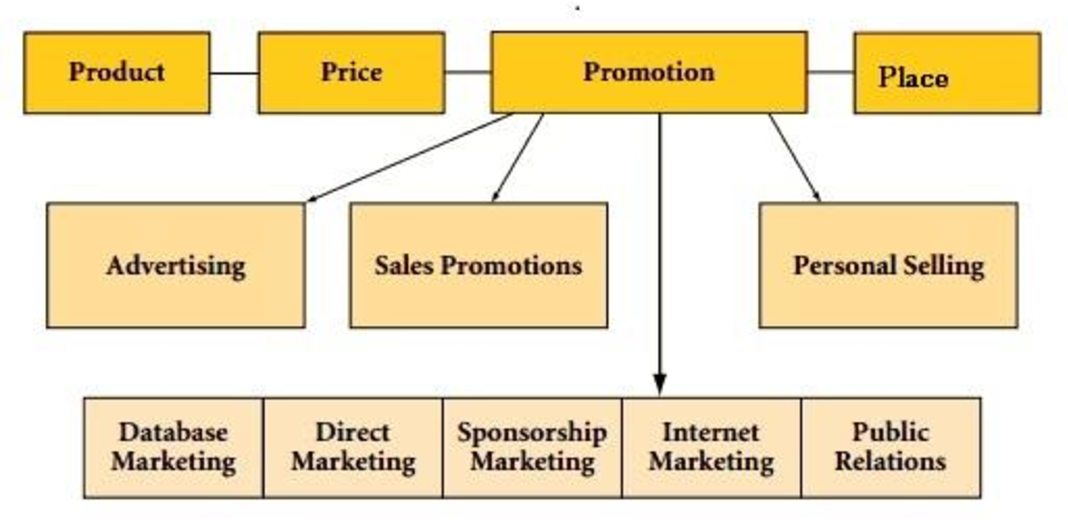 Product
Price
Promotion
Place
Advertising
Sales Promotions
Personal Selling
Database
Marketing
Direct
Marketing
Sponsorship
Marketing
Internet
Marketing
Public
Relations